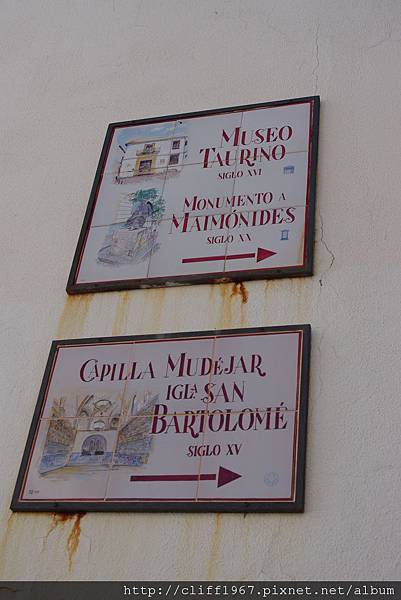 MUSEO
TAURINO
SIGLO XVI
MONUMENTO A
MAIMÓNIDES
SIGLO XX
CAPILLA MUDÉJAR
IGLA SAN
BARTOLOMÉ
SIGLO XV
http://cliff1967.pixnet.net/album